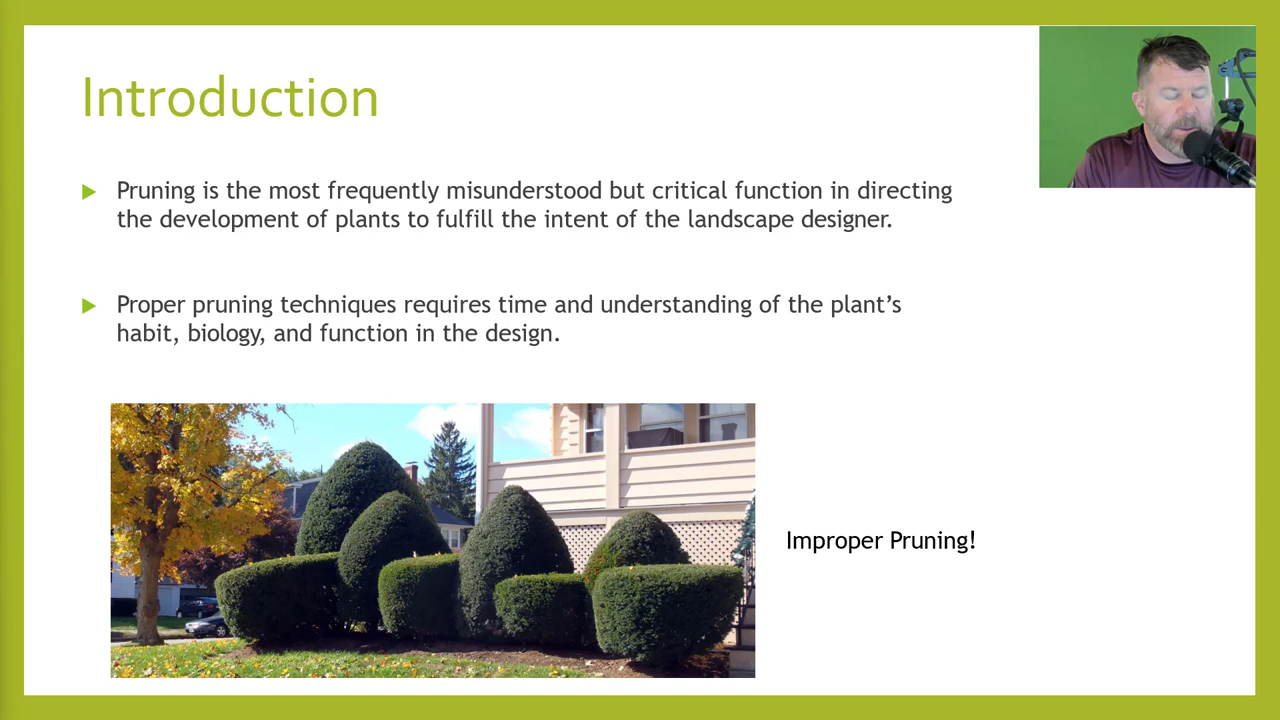 Introduction
Pruning is the most frequently misunderstood but critical function in directing
the development of plants to fulfill the intent of the landscape designer.
Proper pruning techniques requires time and understanding of the plant’s
habit, biology, and function in the design.
Improper Pruning!